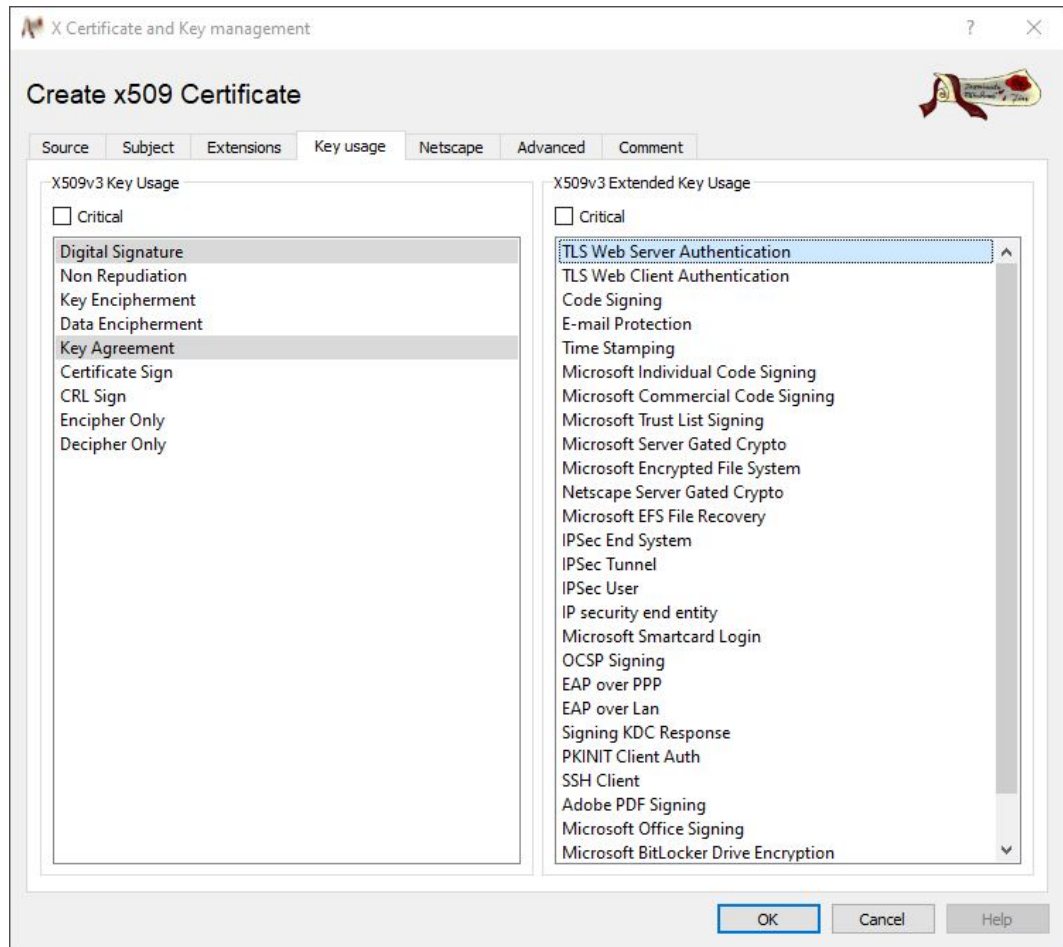 X Certificate and Key management
?
Create x509 Certificate
Source
Subject
Extensions
Key usage
Netscape
Advanced
Comment
X509v3 Key Usage
Critical
Digital Signature
Non Repudiation
Key Encipherment
Data Encipherment
Key Agreement
Certificate Sign
CRL Sign
Encipher Only
Decipher Only
X509v3 Extended Key Usage
Critical
TLS Web Server Authentication
TLS Web Client Authentication
Code Signing
E-mail Protection
Time Stamping
Microsoft Individual Code Signing
Microsoft Commercial Code Signing
Microsoft Trust List Signing
Microsoft Server Gated Crypto
Microsoft Encrypted File System
Netscape Server Gated Crypto
Microsoft EFS File Recovery
IPSec End System
IPSec Tunnel
IPSec User
IP security end entity
Microsoft Smartcard Login
OCSP Signing
EAP over PPP
EAP over Lan
Signing KDC Response
PKINIT Client Auth
SSH Client
Adobe PDF Signing
Microsoft Office Signing
Microsoft BitLocker Drive Encryption
OK
Cancel
Help